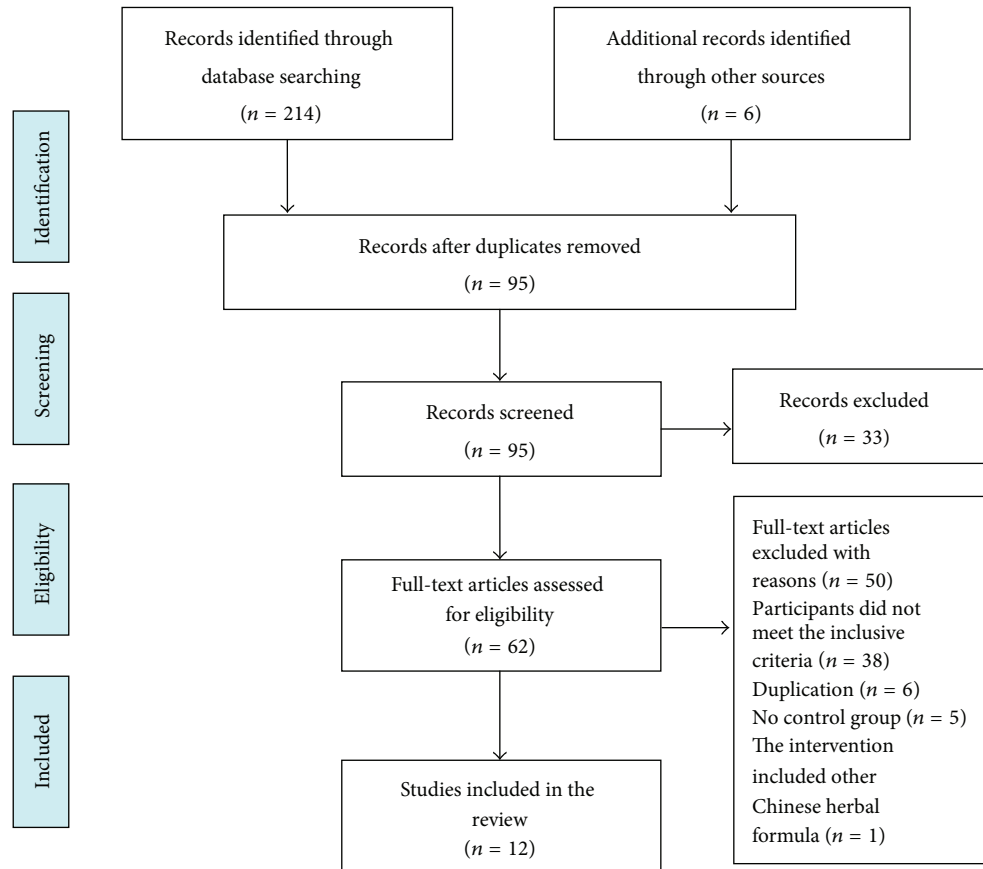 Records identified through
database searching
(n = 214)
Additional records identified
through other sources
(n = 6)
Identification
Records after duplicates removed
(n = 95)
Screening
Records screened
(n = 95)
Records excluded
(n = 33)
Eligibility
Full-text articles assessed
for eligibility
(n = 62)
Full-text articles
excluded with
reasons (n = 50)
Participants did not
meet the inclusive
criteria (n = 38)
Duplication (n = 6)
No control group (n = 5)
The intervention
included other
Chinese herbal
formula (n = 1)
Included
Studies included in the
review
(n = 12)